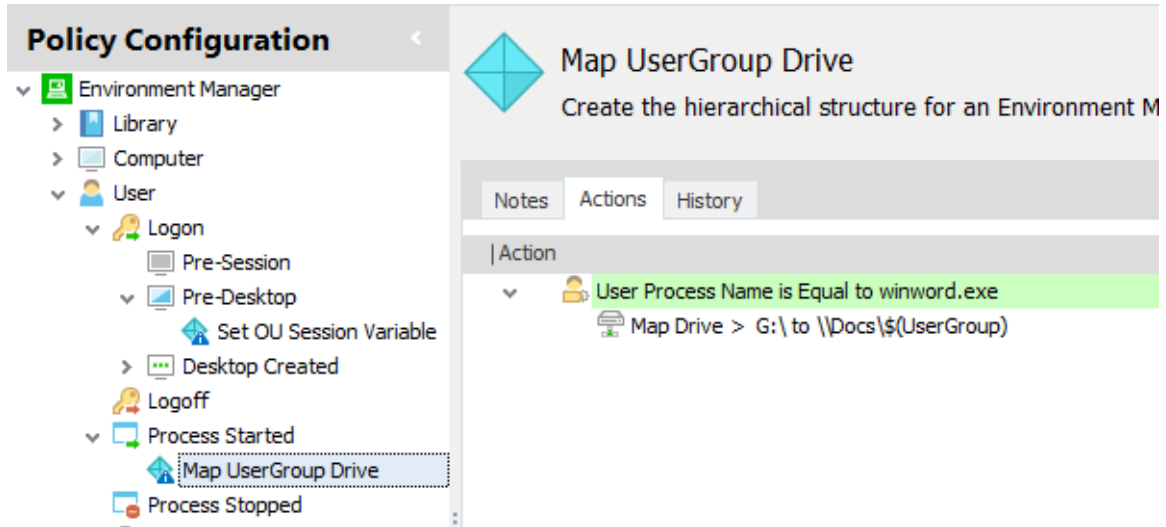 Policy Configuration
Environment Manager
Library
Computer
User
Logon
Pre-Session
Pre-Desktop
Set OU Session Variable
Desktop Created
Logoff
Process Started
Map UserGroup Drive
Process Stopped
Map UserGroup Drive
Create the hierarchical structure for an Environment M
Notes Actions History
Action
User Process Name is Equal to winword.exe
Map Drive > G:\ to \\Docs\$(UserGroup)